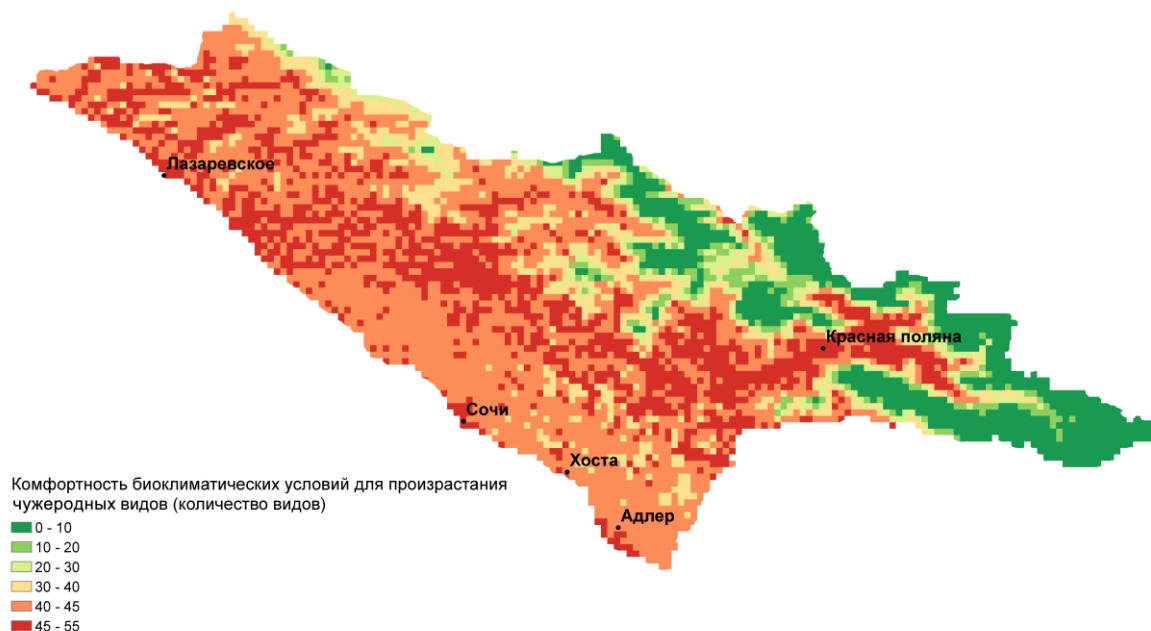 Лазаревское
Красная поляна
Сочи
Хоста
Адлер
Комфортность биоклиматических условий для произрастания
чужеродных видов (количество видов)
0 - 10
10 - 20
20 - 30
30 - 40
40 - 45
45 - 55